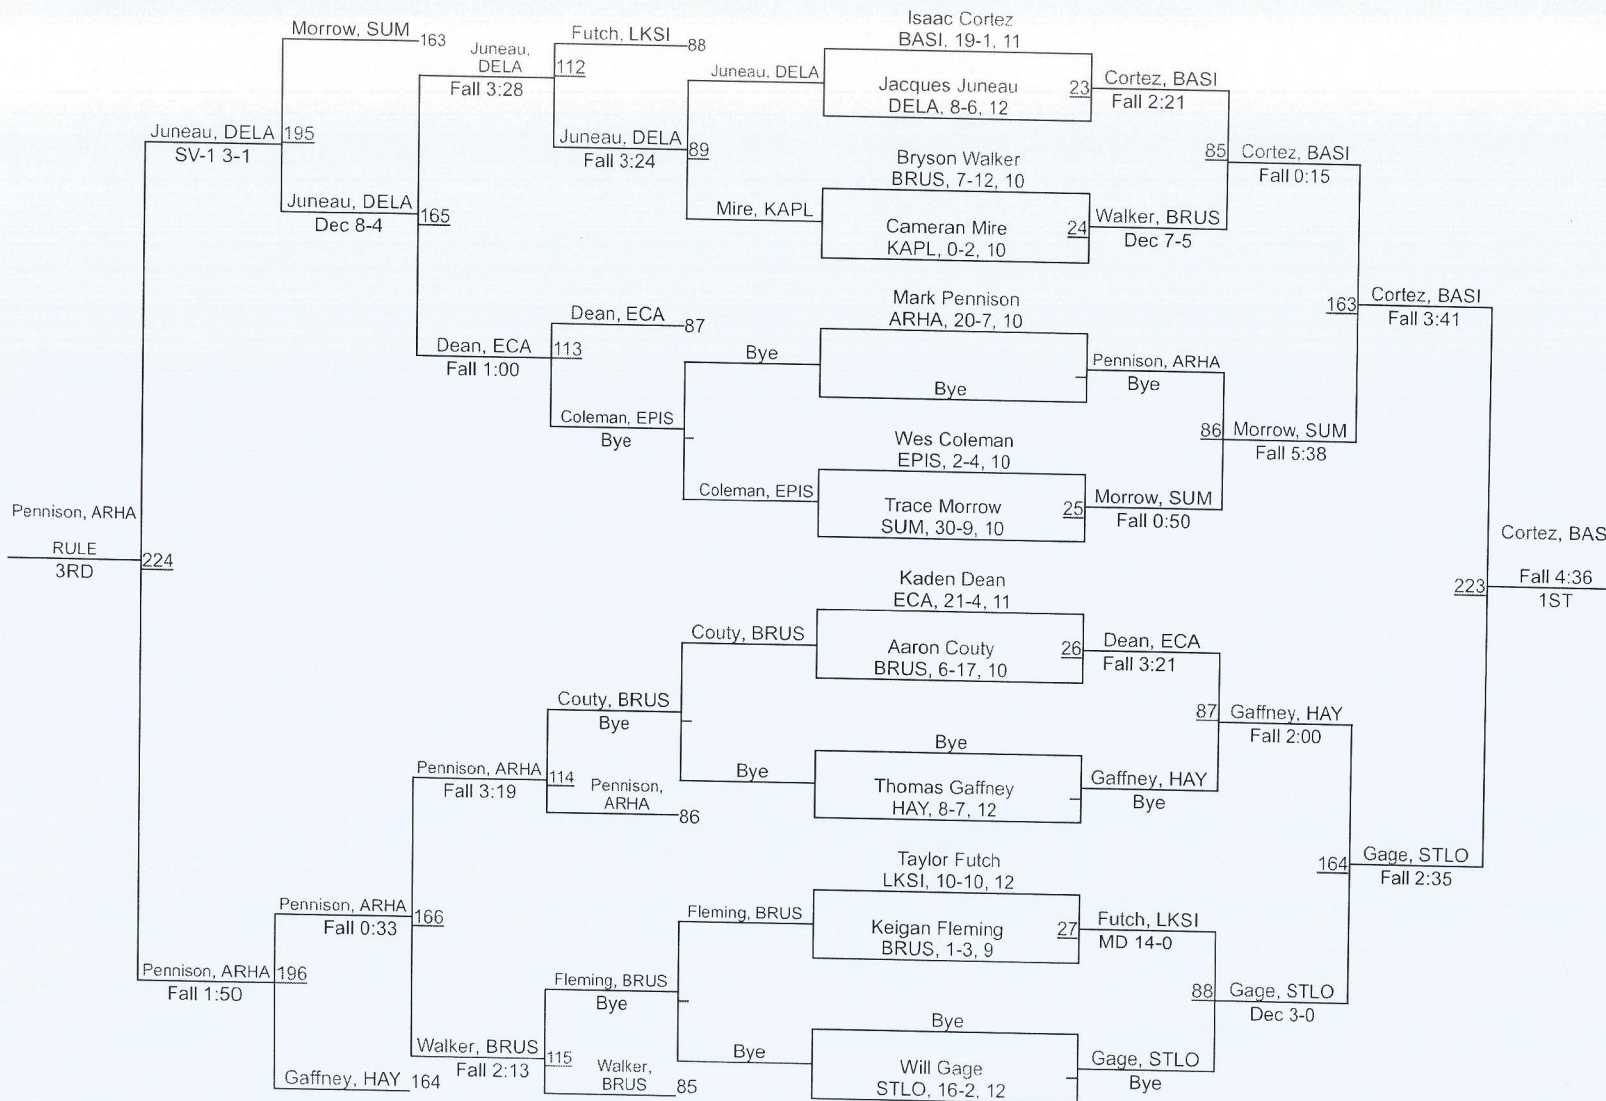 Isaac Cortez
BASI, 19-1, 11
Morrow, SUM
163
Futch, LKSI
88
Juneau,
DELA
112
Fall 3:28
Juneau, DELA
Jacques Juneau
DELA, 8-6, 12
23
Cortez, BASI
Fall 2:21
Juneau, DELA
195
SV-1 3-1
Juneau, DELA
89
Fall 3:24
Bryson Walker
BRUS, 7-12, 10
85
Cortez, BASI
Fall 0:15
Juneau, DELA
165
Dec 8-4
Mire, KAPL
Cameran Mire
KAPL, 0-2, 10
24
Walker, BRUS
Dec 7-5
Mark Pennison
ARHA, 20-7, 10
163
Cortez, BASI
Fall 3:41
Dean, ECA
87
Dean, ECA
113
Fall 1:00
Bye
Bye
Pennison, ARHA
Bye
Coleman, EPIS
Bye
Wes Coleman
EPIS, 2-4, 10
86
Morrow, SUM
Fall 5:38
Coleman, EPIS
Trace Morrow
SUM, 30-9, 10
25
Morrow, SUM
Fall 0:50
Pennison, ARHA
RULE
224
3RD
Cortez, BAS
Fall 4:36
223
1ST
Kaden Dean
ECA, 21-4, 11
Couty, BRUS
Aaron Couty
BRUS, 6-17, 10
26
Dean, ECA
Fall 3:21
Couty, BRUS
Bye
87
Gaffney, HAY
Fall 2:00
Bye
Pennison, ARHA
114
Fall 3:19
Pennison,
ARHA
86
Bye
Thomas Gaffney
HAY, 8-7, 12
Gaffney, HAY
Bye
Taylor Futch
LKSI, 10-10, 12
164
Gage, STLO
Fall 2:35
Pennison, ARHA
166
Fall 0:33
Fleming, BRUS
Keigan Fleming
BRUS, 1-3, 9
27
Futch, LKSI
MD 14-0
Pennison, ARHA
196
Fall 1:50
Fleming, BRUS
Bye
88
Gage, STLO
Dec 3-0
Bye
Walker, BRUS
115
Fall 2:13
Walker,
BRUS
85
Bye
Will Gage
STLO, 16-2, 12
Gage, STLO
Bye
Gaffney, HAY
164